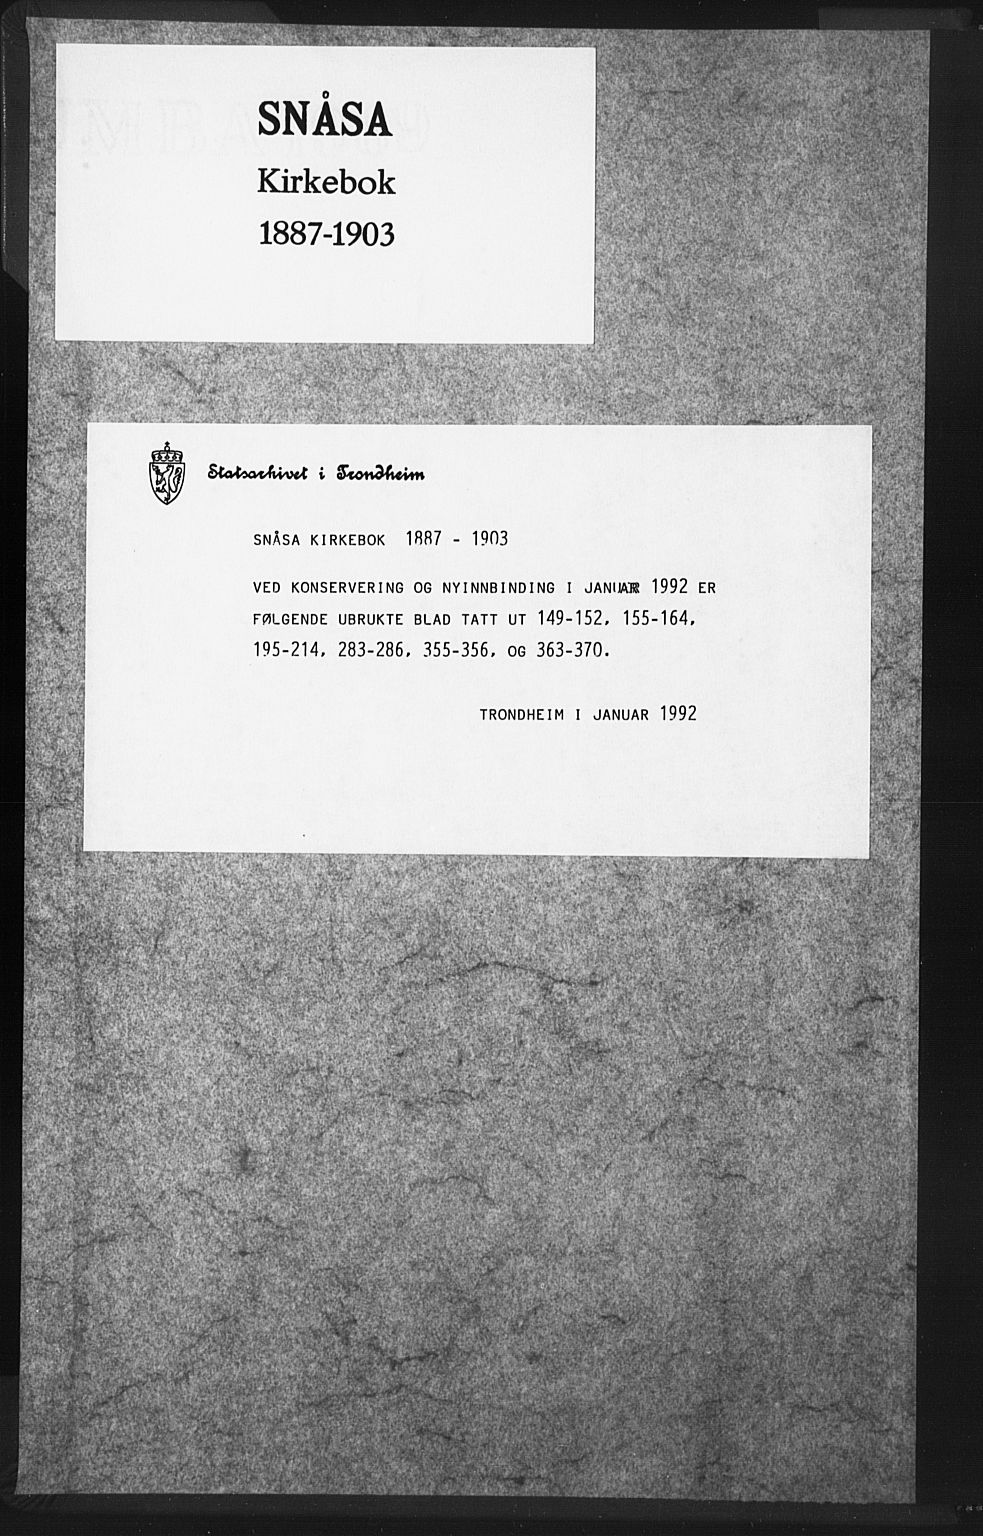 SNÅSA
Kirkebok
1887-1903
Statsarkivet i Trondheim
SNÅSA KIRKEBOK 1887 - 1903
VED KONSERVERING OG NYINNBINDING I JANUAR 1992 ER
FØLGENDE UBRUKTE BLAD TATT UT 149-152, 155-164,
195-214, 283-286, 355-356, OG 363-370.
TRONDHEIM I JANUAR 1992